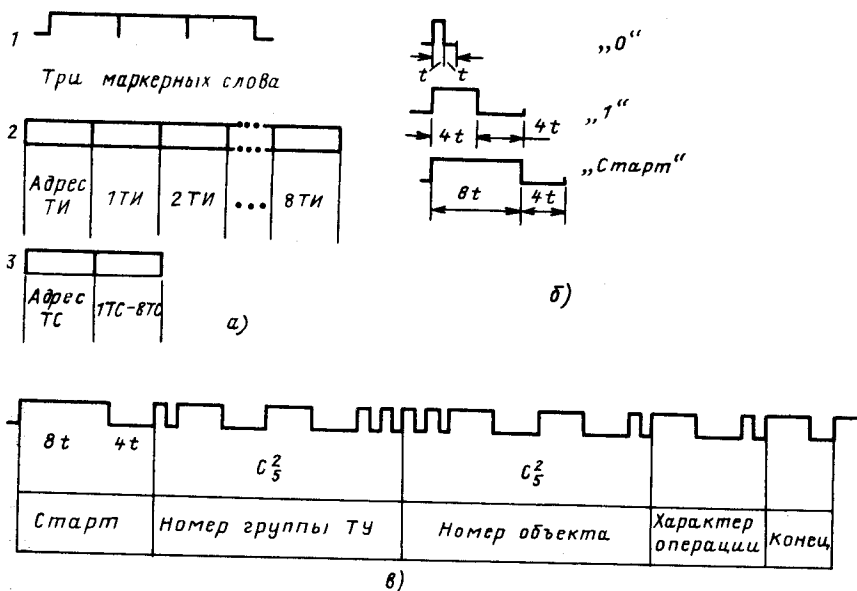 1
Три маркерных слова
2
Адрес ТИ 1ТИ 2ТИ ... 8ТИ
3
Адрес ТС 1ТС-8ТС
а)
t t „0“
4t 4t „1“
8t 4t „Старт“
б)
8t 4t C₅² C₅²
Старт Номер группы ТУ Номер объекта Характер операции Конец
в)